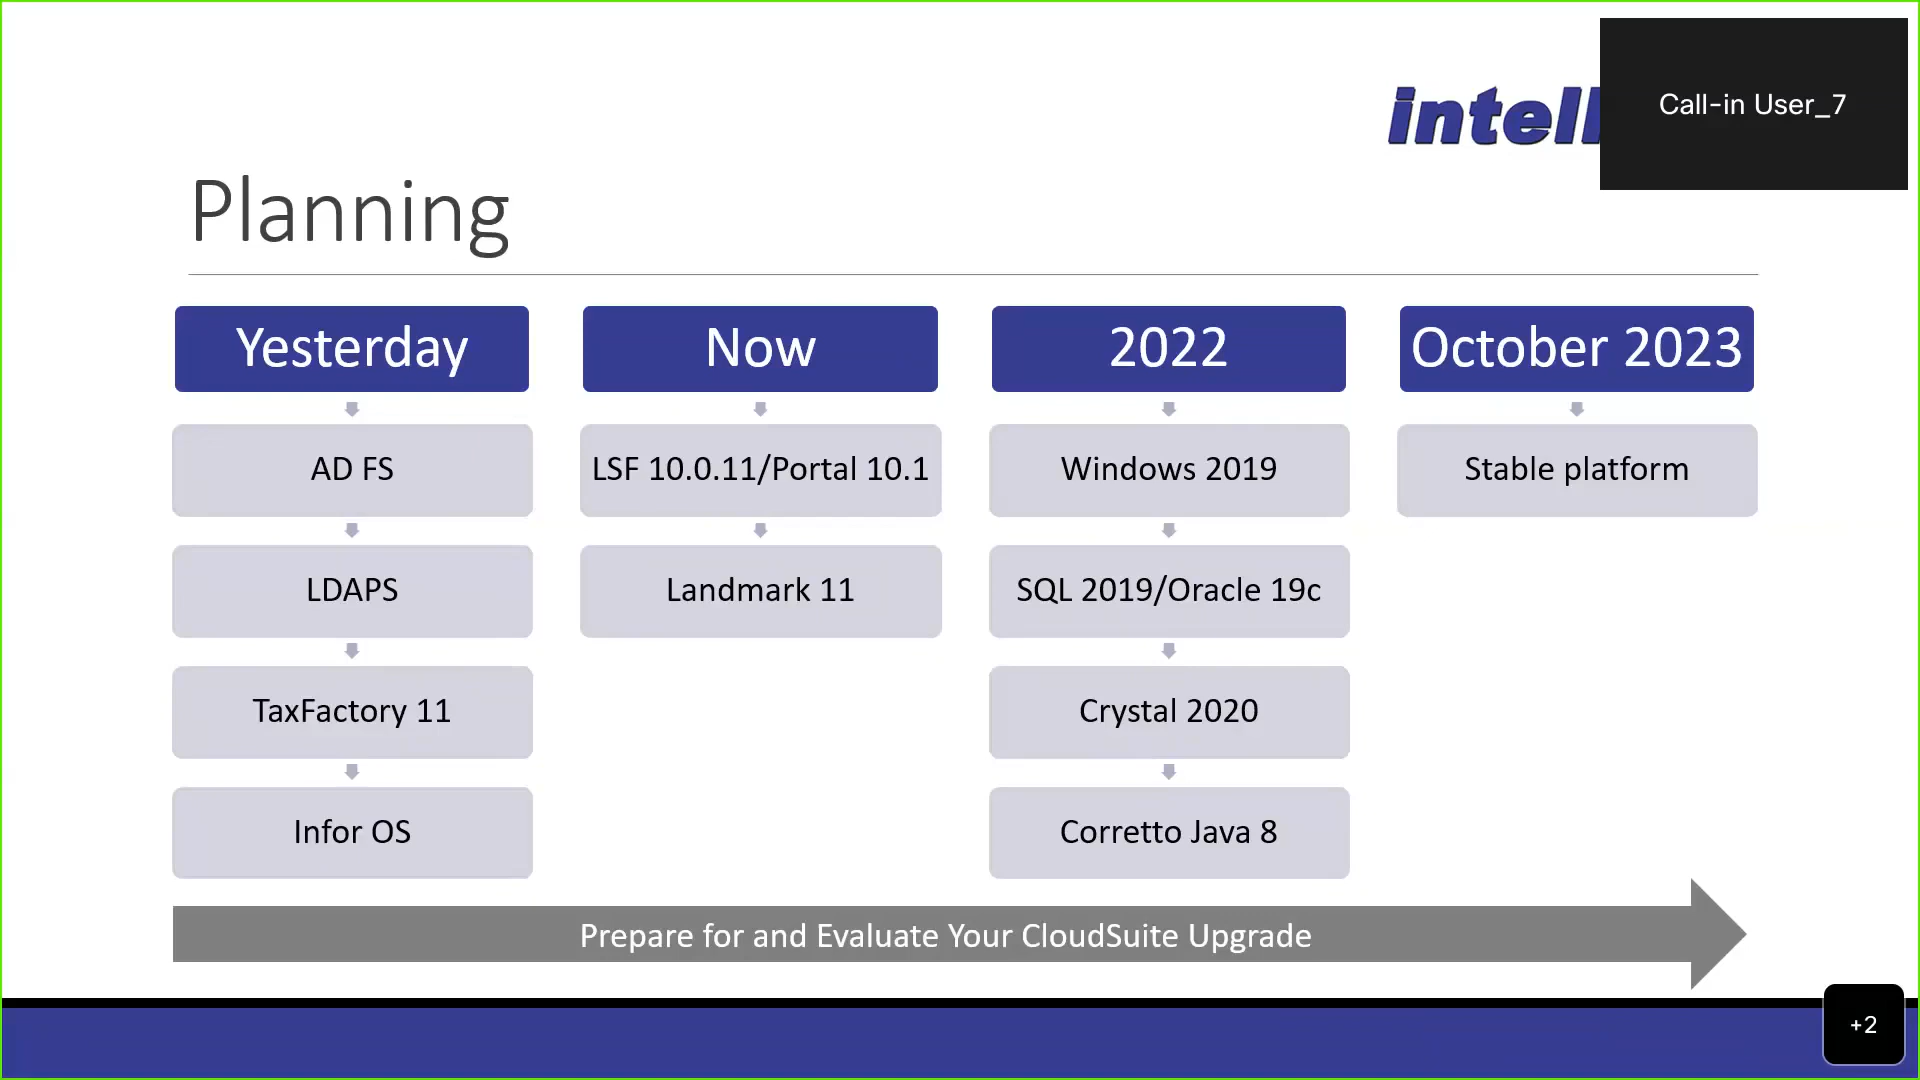 intell
Call-in User_7
Planning
Yesterday
AD FS
LDAPS
TaxFactory 11
Infor OS
Now
LSF 10.0.11/Portal 10.1
Landmark 11
2022
Windows 2019
SQL 2019/Oracle 19c
Crystal 2020
Corretto Java 8
October 2023
Stable platform
Prepare for and Evaluate Your CloudSuite Upgrade
+2